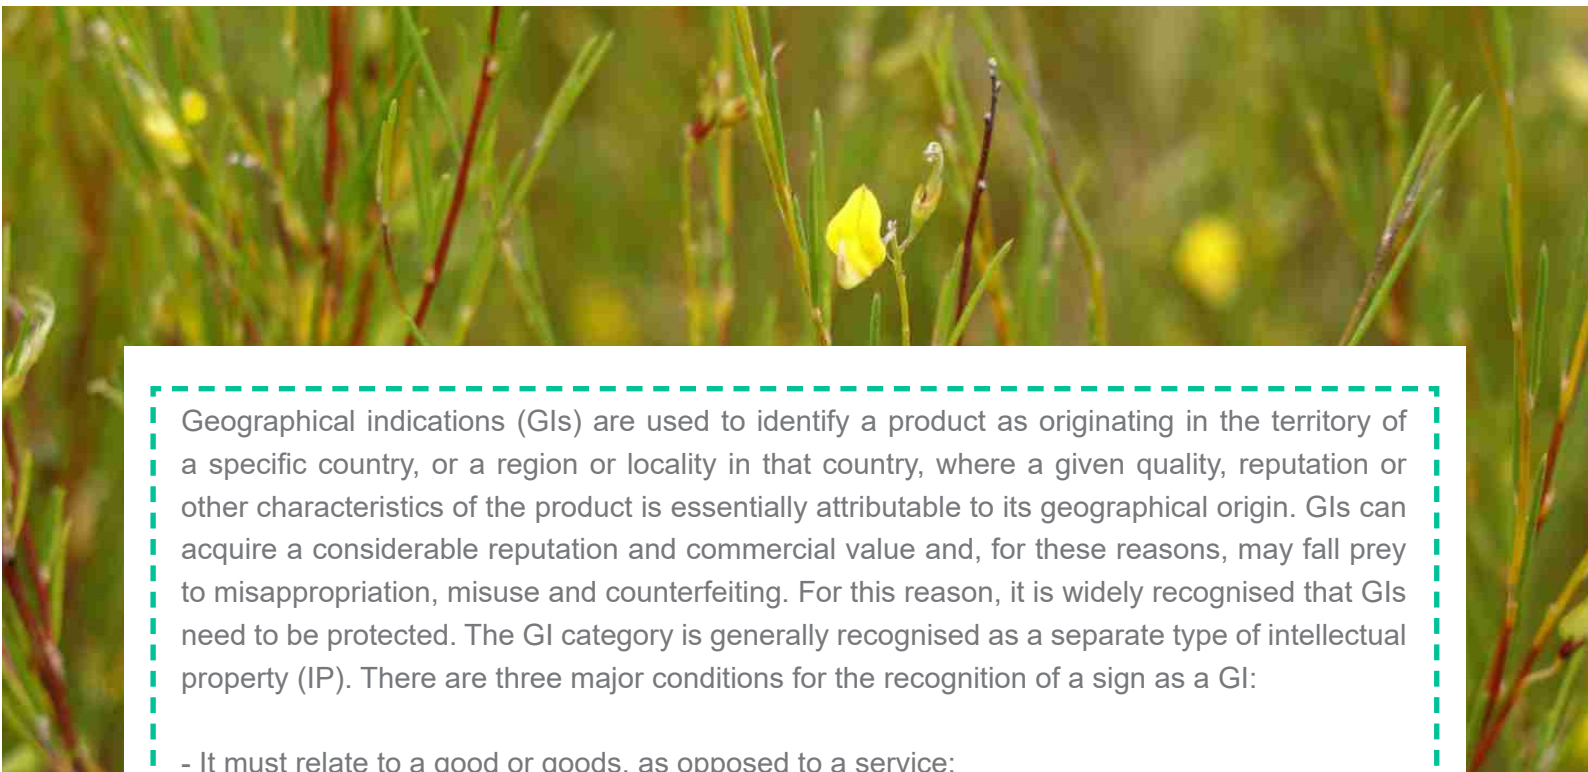 Geographical indications (GIs) are used to identify a product as originating in the territory of
a specific country, or a region or locality in that country, where a given quality, reputation or
other characteristics of the product is essentially attributable to its geographical origin. GIs can
acquire a considerable reputation and commercial value and, for these reasons, may fall prey
to misappropriation, misuse and counterfeiting. For this reason, it is widely recognised that GIs
need to be protected. The GI category is generally recognised as a separate type of intellectual
property (IP). There are three major conditions for the recognition of a sign as a GI:
- It must relate to a good or goods, as opposed to a service;